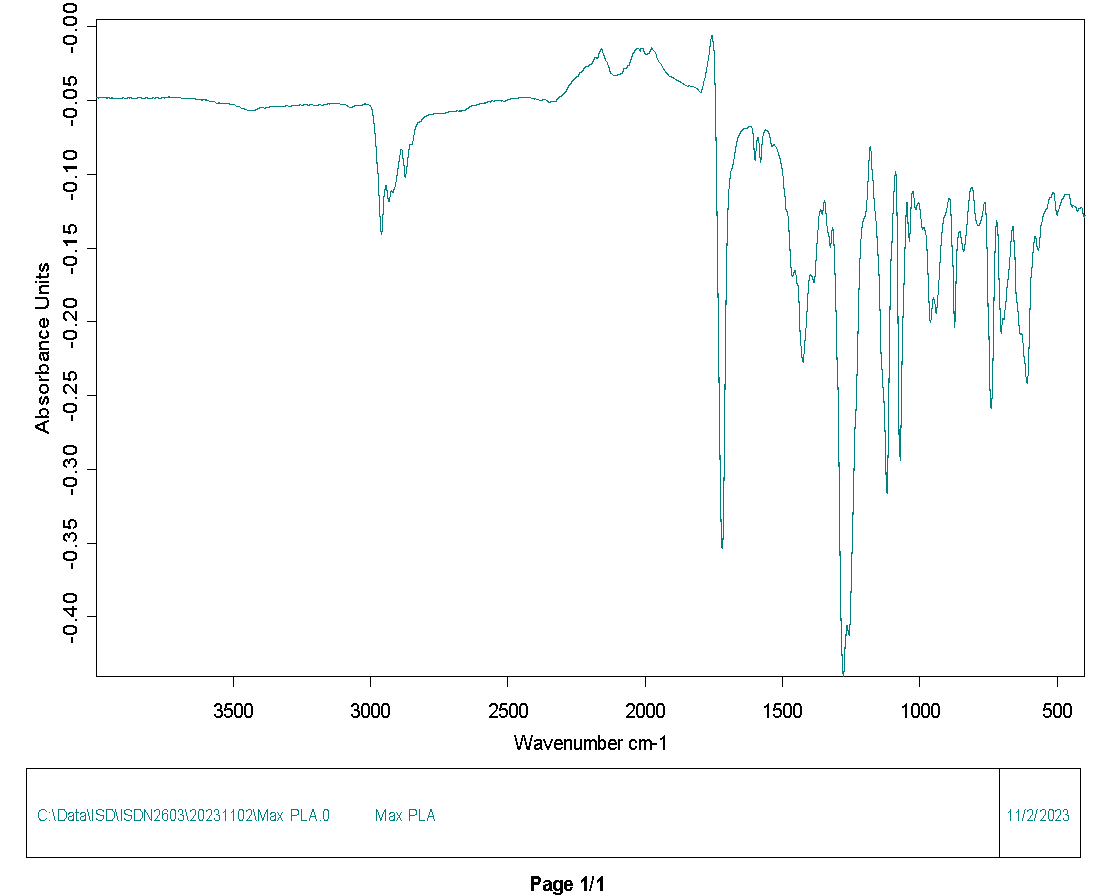 -0.00
-0.05
-0.10
-0.15
-0.20
-0.25
-0.30
-0.35
-0.40
Absorbance Units
3500 3000 2500 2000 1500 1000 500
Wavenumber cm-1
C:\Data\ISD\ISDN2603\20231102\Max PLA.0 Max PLA 11/2/2023
Page 1/1